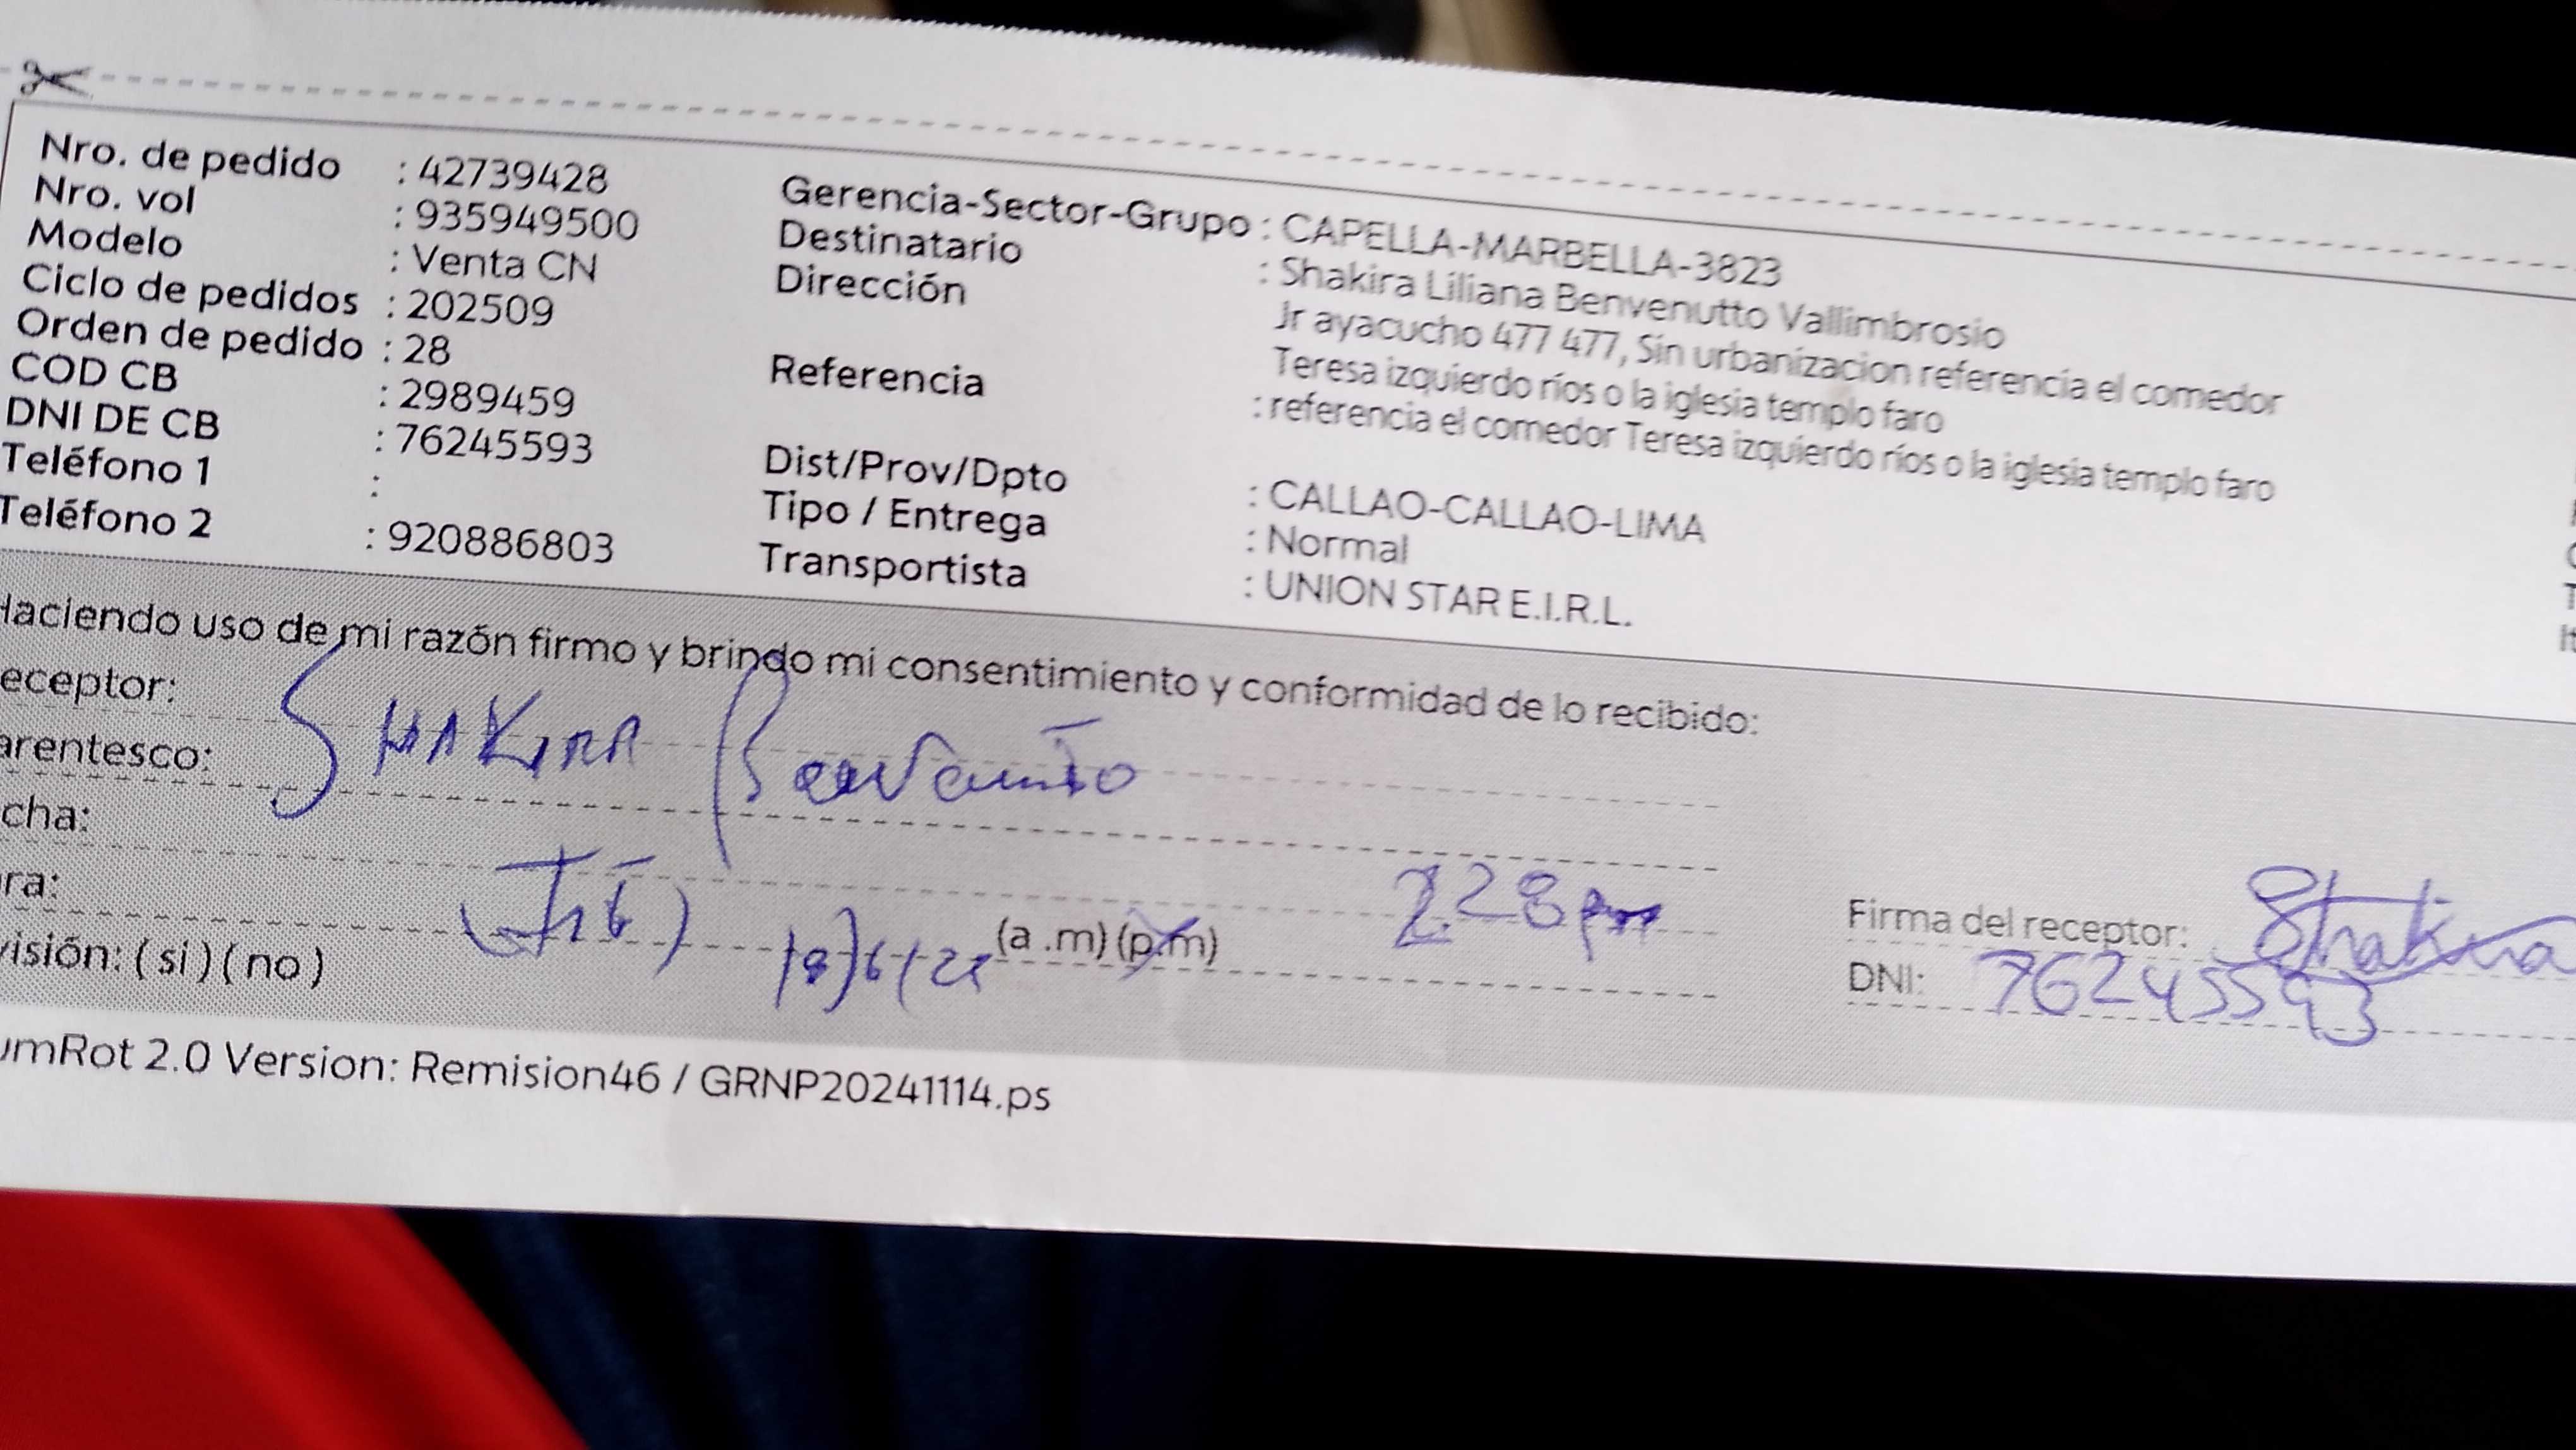 Nro. de pedido : 42739428
Nro. vol : 935949500
Modelo : Venta CN
Ciclo de pedidos : 202509
Orden de pedido : 28
COD CB : 2989459
DNI DE CB : 76245593
Teléfono 1 :
Teléfono 2 : 920886803
Gerencia-Sector-Grupo : CAPELLA-MARBELLA-3823
Destinatario : Shakira Liliana Benvenutto Vallimbrosio
Dirección Jr ayacucho 477 477, Sin urbanizacion referencia el comedor
Teresa izquierdo ríos o la iglesia templo faro
Referencia : referencia el comedor Teresa izquierdo ríos o la iglesia templo faro
Dist/Prov/Dpto : CALLAO-CALLAO-LIMA
Tipo / Entrega : Normal
Transportista : UNION STAR E.I.R.L.
Haciendo uso de mi razón firmo y brindo mi consentimiento y conformidad de lo recibido:
eceptor: SHAKIRA
arentesco:
cha:
ra: (a .m) (p.m) 2.28 pm
visión: ( si ) ( no )
Firma del receptor: Shakira
DNI: 76245593
umRot 2.0 Version: Remision46 / GRNP20241114.ps